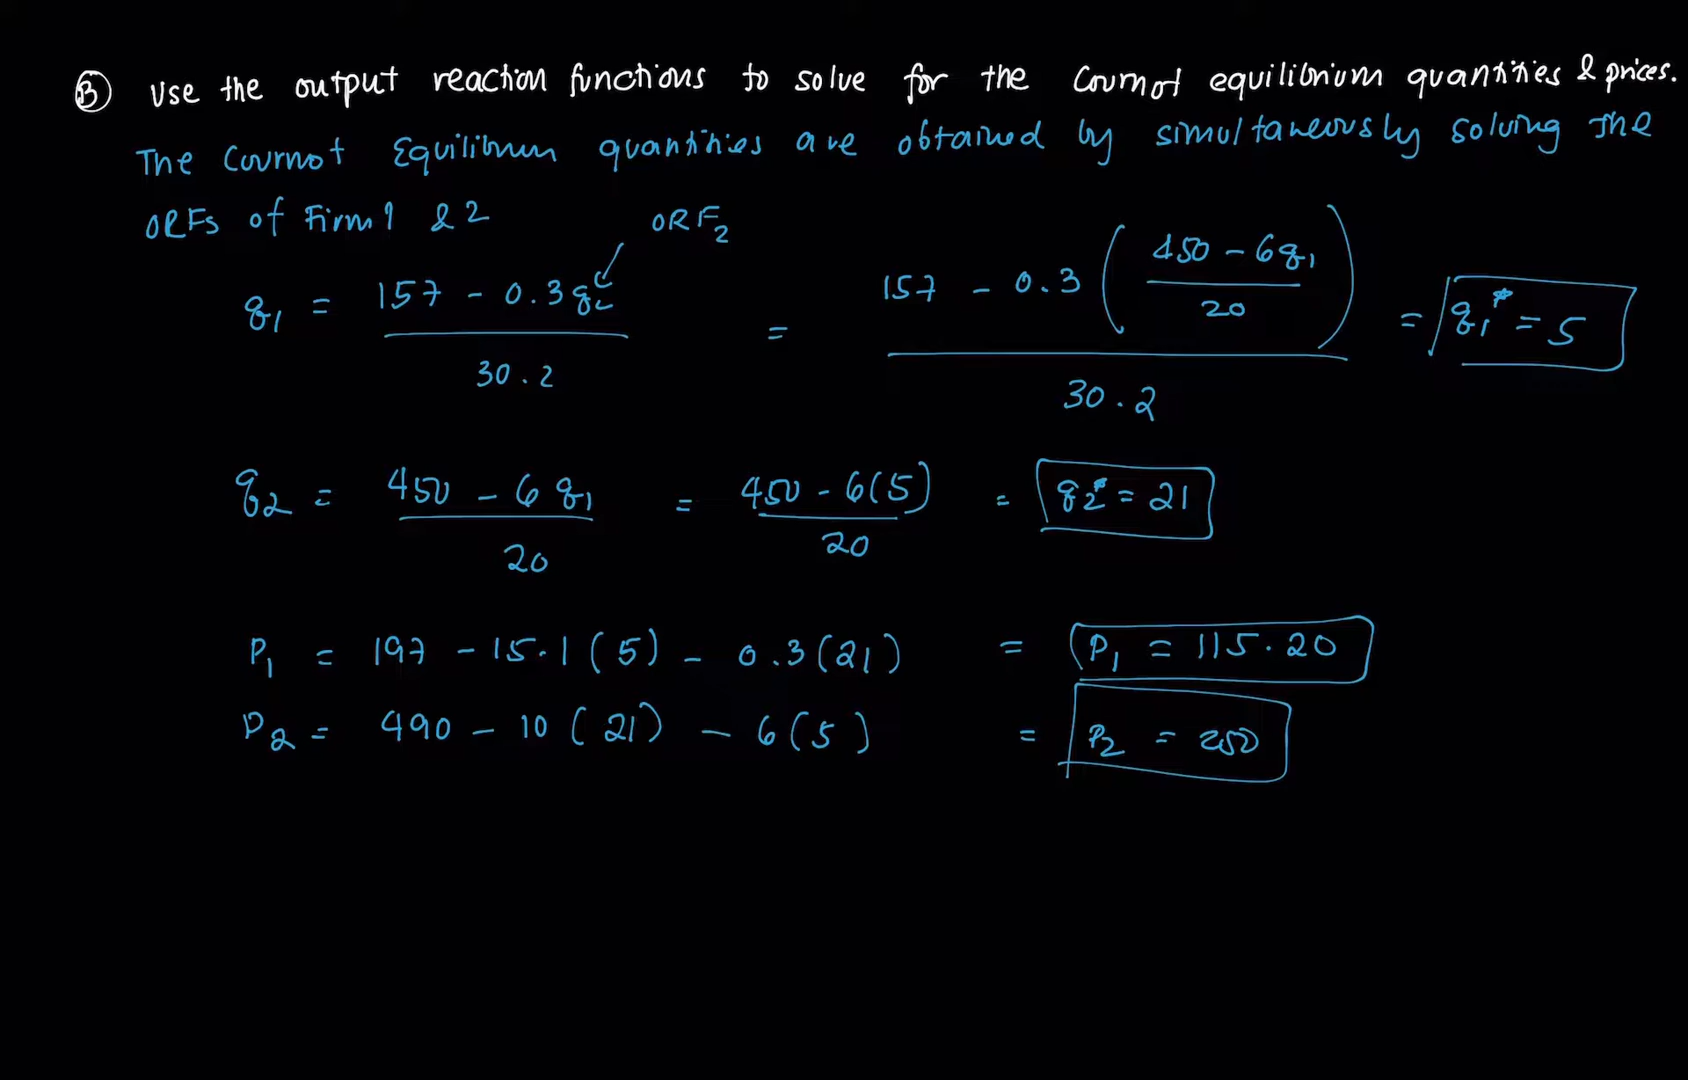 B Use the output reaction functions to solve for the Cournot equilibrium quantities & prices.
The Cournot Equilibrium quantities are obtained by simultaneously solving the
ORFs of Firm 1 & 2
ORF₂
q₁ = (157 - 0.3q₂) / 30.2 = (157 - 0.3((450 - 6q₁) / 20)) / 30.2 = q₁* = 5
q₂ = (450 - 6q₁) / 20 = (450 - 6(5)) / 20 = q₂* = 21
P₁ = 197 - 15.1(5) - 0.3(21) = P₁ = 115.20
P₂ = 490 - 10(21) - 6(5) = P₂ = 250